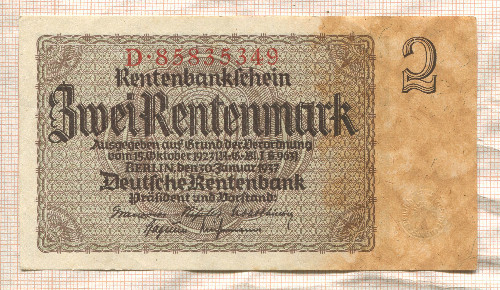 D·85835349
Rentenbankschein
2
Zwei Rentenmark
Ausgegeben auf Grund der Verordnung
vom 15. Oktober 1923 (R.-G.-Bl. I S. 963)
BERLIN, den 30. Januar 1937
Deutsche Rentenbank
Präsident und Vorstand: